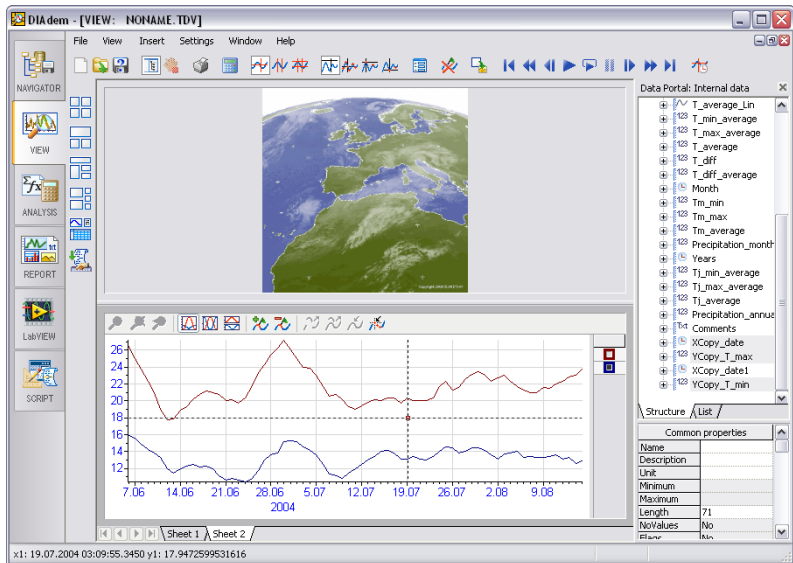 DIAdem - [VIEW:   NONAME.TDV]
File View Insert Settings Window Help
NAVIGATOR
VIEW
ANALYSIS
REPORT
LabVIEW
SCRIPT
Data Portal: Internal data
T_average_Lin
T_min_average
T_max_average
T_average
T_diff
T_diff_average
Month
Tm_min
Tm_max
Tm_average
Precipitation_month
Years
Tj_min_average
Tj_max_average
Tj_average
Precipitation_annua
Comments
XCopy_date
YCopy_T_max
XCopy_date1
YCopy_T_min
Structure List
Common properties
Name
Description
Unit
Minimum
Maximum
Length 71
NoValues No
Flags No
26
24
22
20
18
16
14
12
7.06 14.06 21.06 28.06 5.07 12.07 19.07 26.07 2.08 9.08
2004
Sheet 1 Sheet 2
x1: 19.07.2004 03:09:55.3450 y1: 17.9472599531616